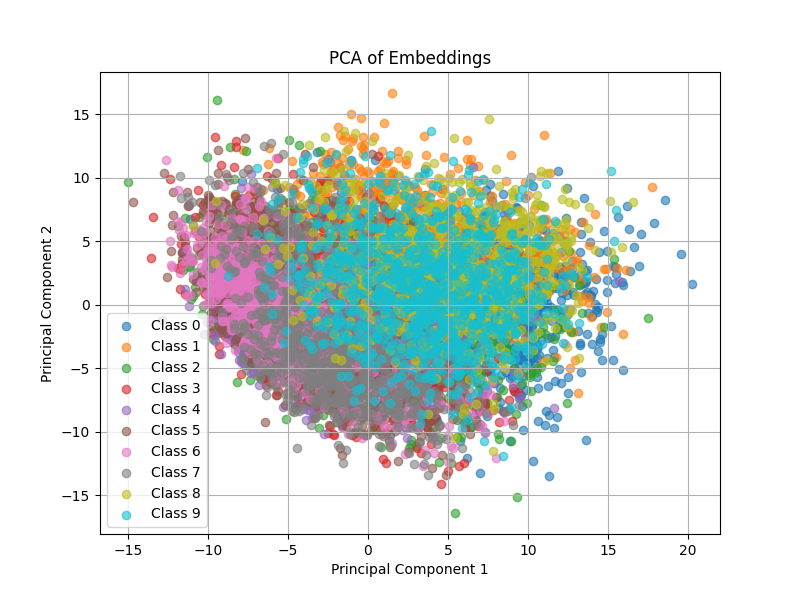 PCA of Embeddings
15
10
5
0
−5
−10
−15
Principal Component 2
Class 0
Class 1
Class 2
Class 3
Class 4
Class 5
Class 6
Class 7
Class 8
Class 9
−15 −10 −5 0 5 10 15 20
Principal Component 1